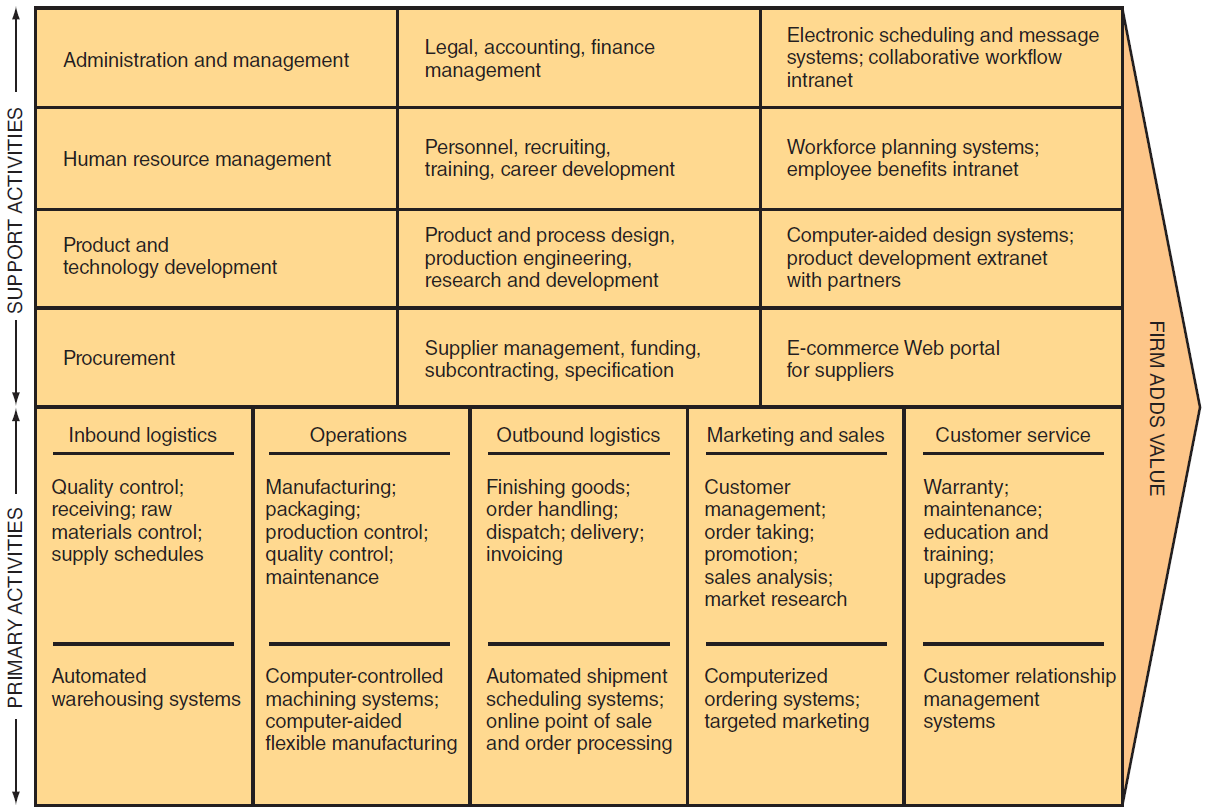 SUPPORT ACTIVITIES
Administration and management
Legal, accounting, finance
management
Electronic scheduling and message
systems; collaborative workflow
intranet
Human resource management
Personnel, recruiting,
training, career development
Workforce planning systems;
employee benefits intranet
Product and
technology development
Product and process design,
production engineering,
research and development
Computer-aided design systems;
product development extranet
with partners
Procurement
Supplier management, funding,
subcontracting, specification
E-commerce Web portal
for suppliers
PRIMARY ACTIVITIES
Inbound logistics
Quality control;
receiving; raw
materials control;
supply schedules
Automated
warehousing systems
Operations
Manufacturing;
packaging;
production control;
quality control;
maintenance
Computer-controlled
machining systems;
computer-aided
flexible manufacturing
Outbound logistics
Finishing goods;
order handling;
dispatch; delivery;
invoicing
Automated shipment
scheduling systems;
online point of sale
and order processing
Marketing and sales
Customer
management;
order taking;
promotion;
sales analysis;
market research
Computerized
ordering systems;
targeted marketing
Customer service
Warranty;
maintenance;
education and
training;
upgrades
Customer relationship
management
systems
FIRM ADDS VALUE